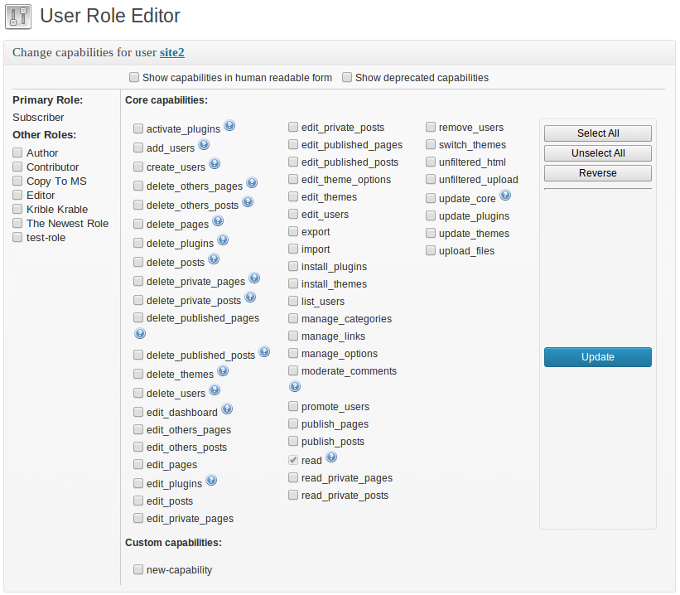 User Role Editor
Change capabilities for user site2
Show capabilities in human readable form Show deprecated capabilities
Primary Role:
Subscriber
Other Roles:
Author
Contributor
Copy To MS
Editor
Krible Krable
The Newest Role
test-role
Core capabilities:
activate_plugins
add_users
create_users
delete_others_pages
delete_others_posts
delete_pages
delete_plugins
delete_posts
delete_private_pages
delete_private_posts
delete_published_pages
delete_published_posts
delete_themes
delete_users
edit_dashboard
edit_others_pages
edit_others_posts
edit_pages
edit_plugins
edit_posts
edit_private_pages
edit_private_posts
edit_published_pages
edit_published_posts
edit_theme_options
edit_themes
edit_users
export
import
install_plugins
install_themes
list_users
manage_categories
manage_links
manage_options
moderate_comments
promote_users
publish_pages
publish_posts
read
read_private_pages
read_private_posts
remove_users
switch_themes
unfiltered_html
unfiltered_upload
update_core
update_plugins
update_themes
upload_files
Select All
Unselect All
Reverse
Update
Custom capabilities:
new-capability